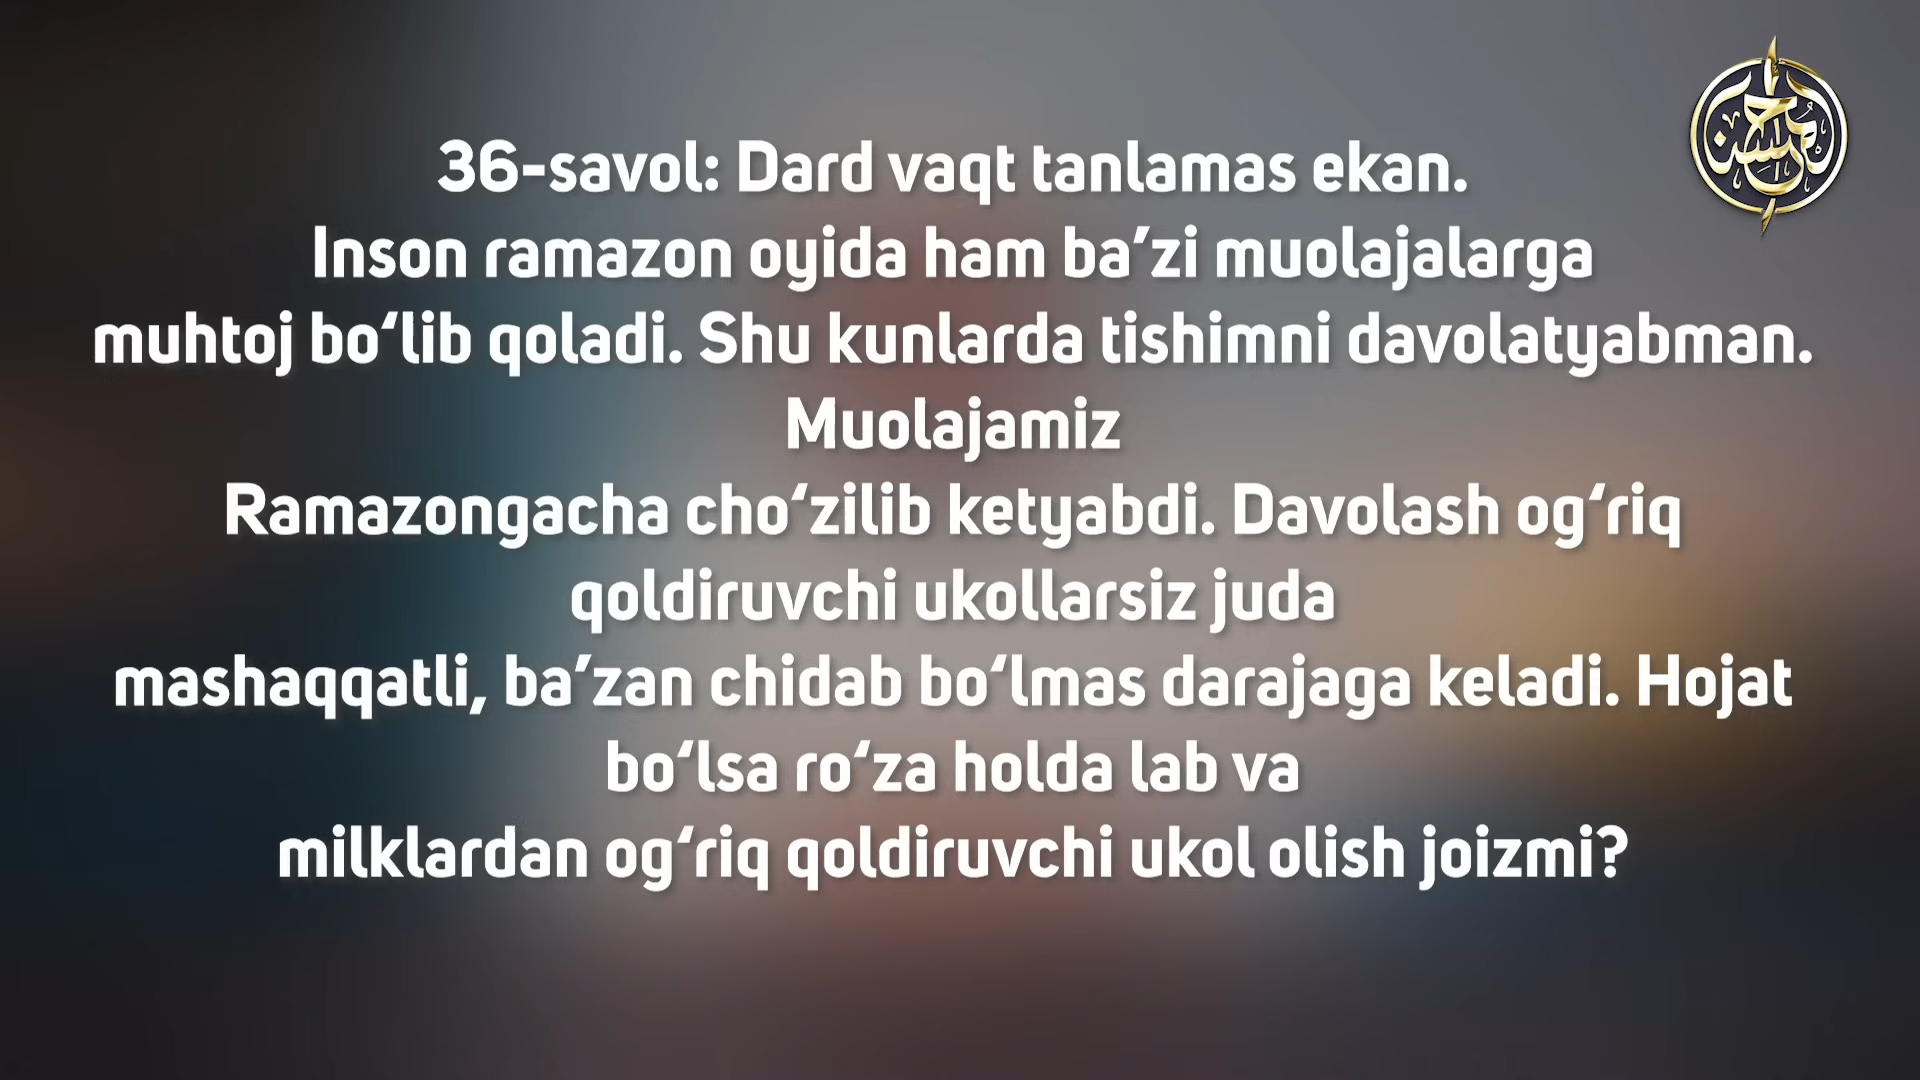 36-savol: Dard vaqt tanlamas ekan.
Inson ramazon oyida ham ba’zi muolajalarga
muhtoj bo‘lib qoladi. Shu kunlarda tishimni davolatyabman.
Muolajamiz
Ramazongacha cho‘zilib ketyabdi. Davolash og‘riq
qoldiruvchi ukollarsiz juda
mashaqqatli, ba’zan chidab bo‘lmas darajaga keladi. Hojat
bo‘lsa ro‘za holda lab va
milklardan og‘riq qoldiruvchi ukol olish joizmi?